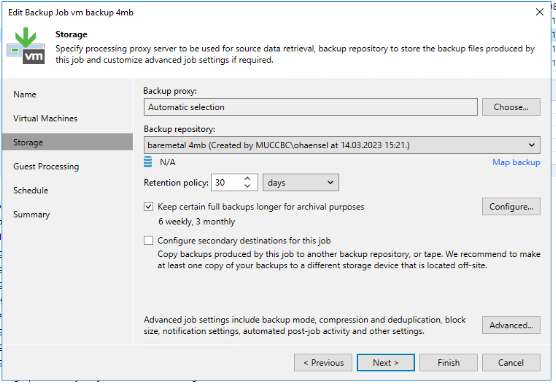 Edit Backup Job vm backup 4mb
Storage
Specify processing proxy server to be used for source data retrieval, backup repository to store the backup files produced by
this job and customize advanced job settings if required.
vm
Name
Virtual Machines
Storage
Guest Processing
Schedule
Summary
Backup proxy:
Automatic selection
Choose...
Backup repository:
baremetal 4mb (Created by MUCCBC\ohaensel at 14.03.2023 15:21.)
N/A
Map backup
Retention policy: 30 days
Keep certain full backups longer for archival purposes
Configure...
6 weekly, 3 monthly
Configure secondary destinations for this job
Copy backups produced by this job to another backup repository, or tape. We recommend to make
at least one copy of your backups to a different storage device that is located off-site.
Advanced job settings include backup mode, compression and deduplication, block
size, notification settings, automated post-job activity and other settings.
Advanced...
< Previous
Next >
Finish
Cancel